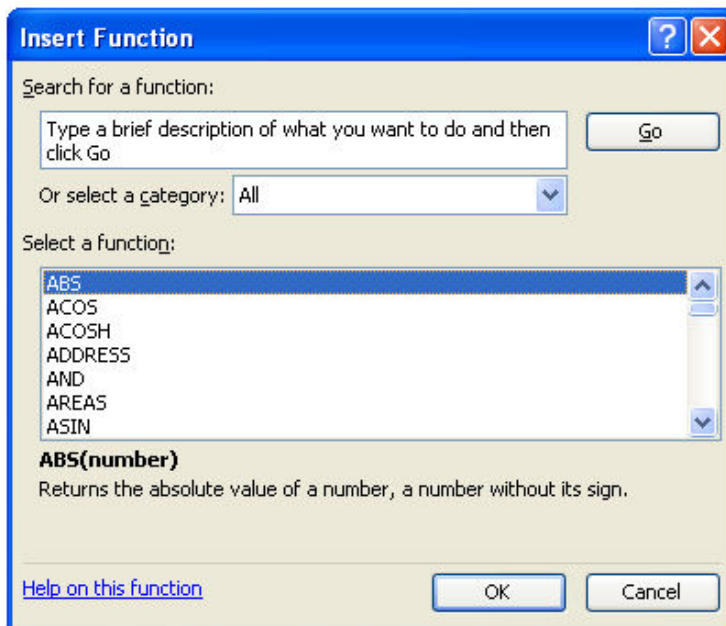 Insert Function
Search for a function:
Type a brief description of what you want to do and then
click Go
Go
Or select a category: All
Select a function:
ABS
ACOS
ACOSH
ADDRESS
AND
AREAS
ASIN
ABS(number)
Returns the absolute value of a number, a number without its sign.
Help on this function
OK
Cancel